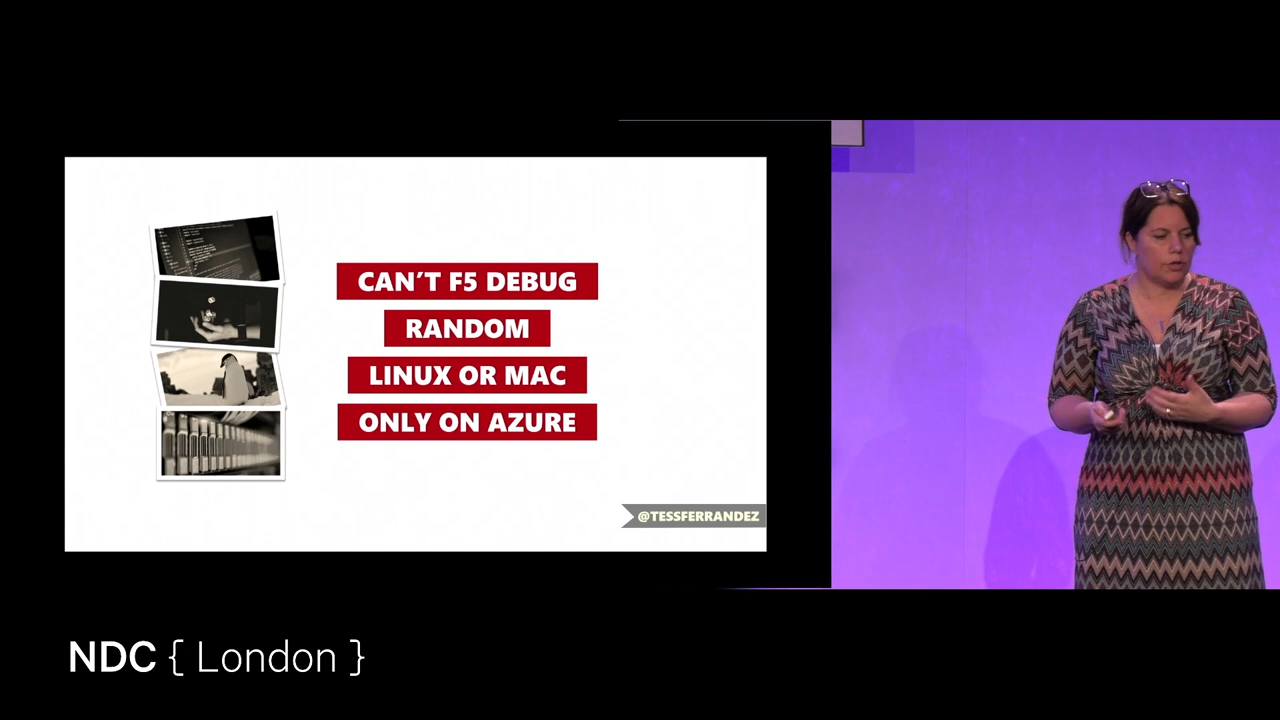 CAN'T F5 DEBUG
RANDOM
LINUX OR MAC
ONLY ON AZURE
@TESSFERRANDEZ
NDC { London }